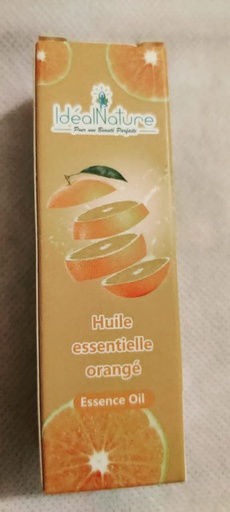 IdéalNature
Pour une Beauté Parfaite
Huile
essentielle
orangé
Essence Oil